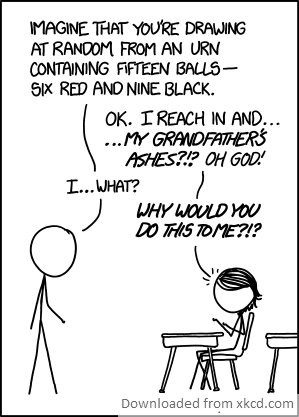 IMAGINE THAT YOU'RE DRAWING
AT RANDOM FROM AN URN
CONTAINING FIFTEEN BALLS—
SIX RED AND NINE BLACK.
OK. I REACH IN AND...
...MY GRANDFATHER'S
ASHES?!? OH GOD!
I...WHAT?
WHY WOULD YOU
DO THIS TO ME?!?
Downloaded from xkcd.com